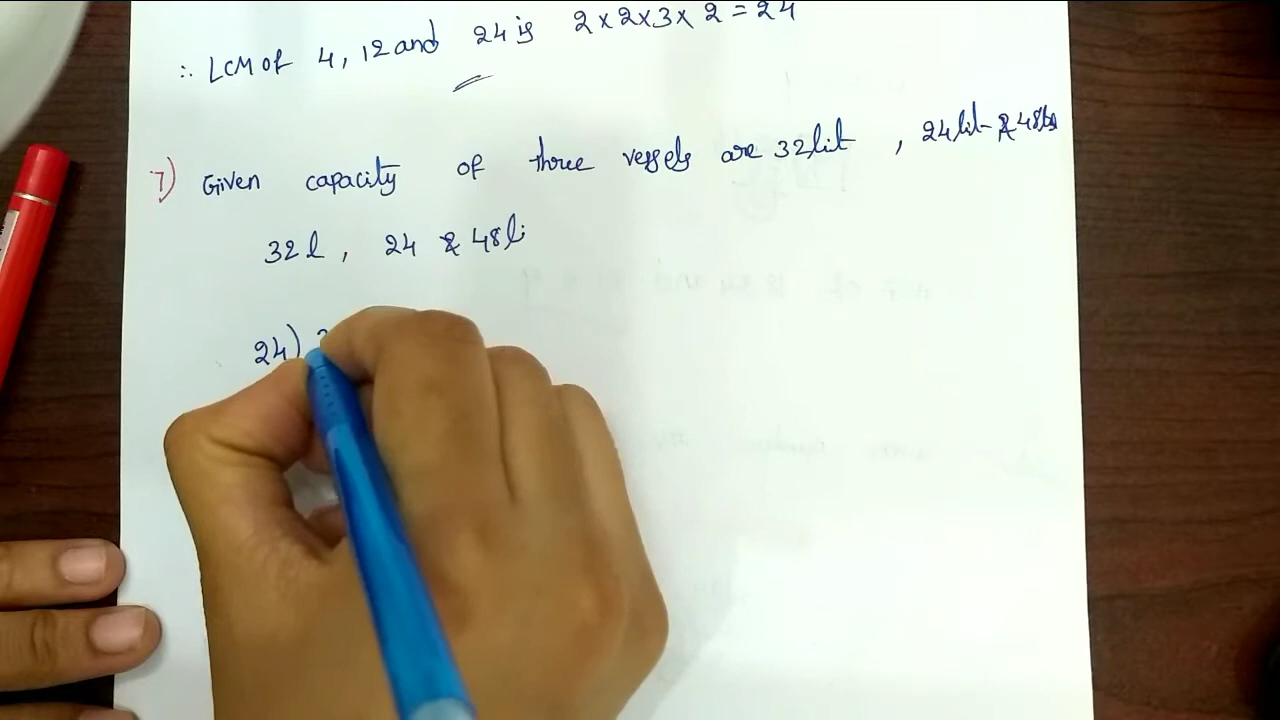 ∴ LCM of 4, 12 and 24 is 2 x 2 x 3 x 2 = 24
7) Given capacity of three vessels are 32 lit , 24 lit & 48
32 l , 24 & 48 li
24)